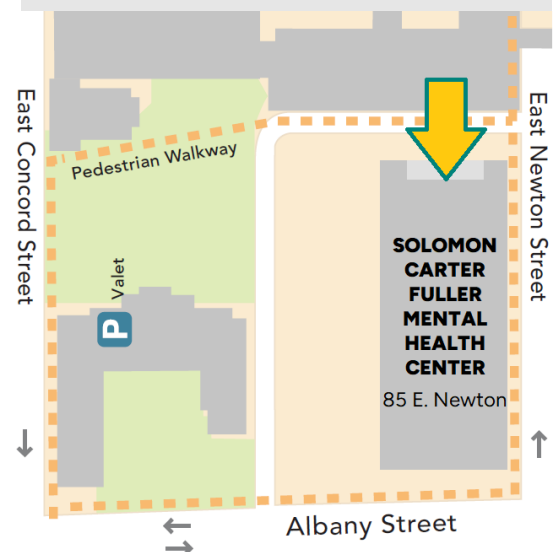 East Concord Street
Pedestrian Walkway
East Newton Street
Valet
P
SOLOMON
CARTER
FULLER
MENTAL
HEALTH
CENTER
85 E. Newton
Albany Street